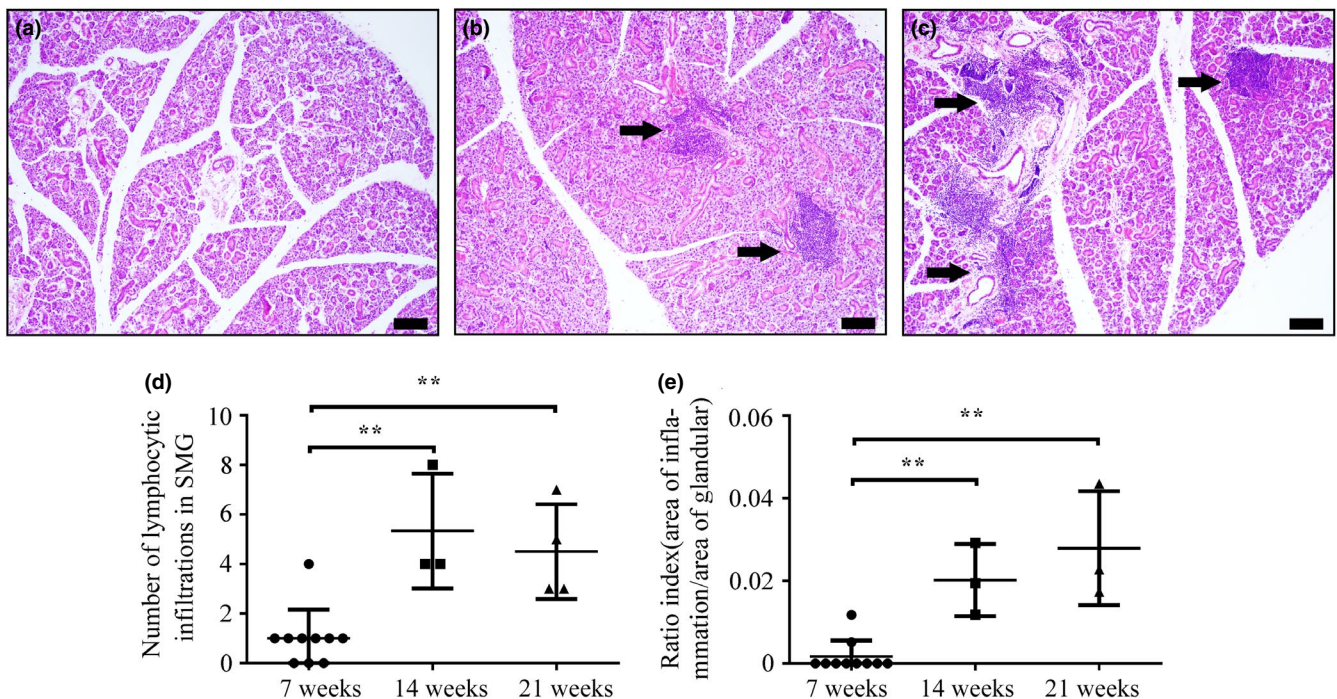 (a)
(b)
(c)
(d)
Number of lymphocytic
infiltrations in SMG
10
8
6
4
2
0
**
**
7 weeks
14 weeks
21 weeks
(e)
Ratio index(area of infla-
mmation/area of glandular)
0.06
0.04
0.02
0
**
**
7 weeks
14 weeks
21 weeks